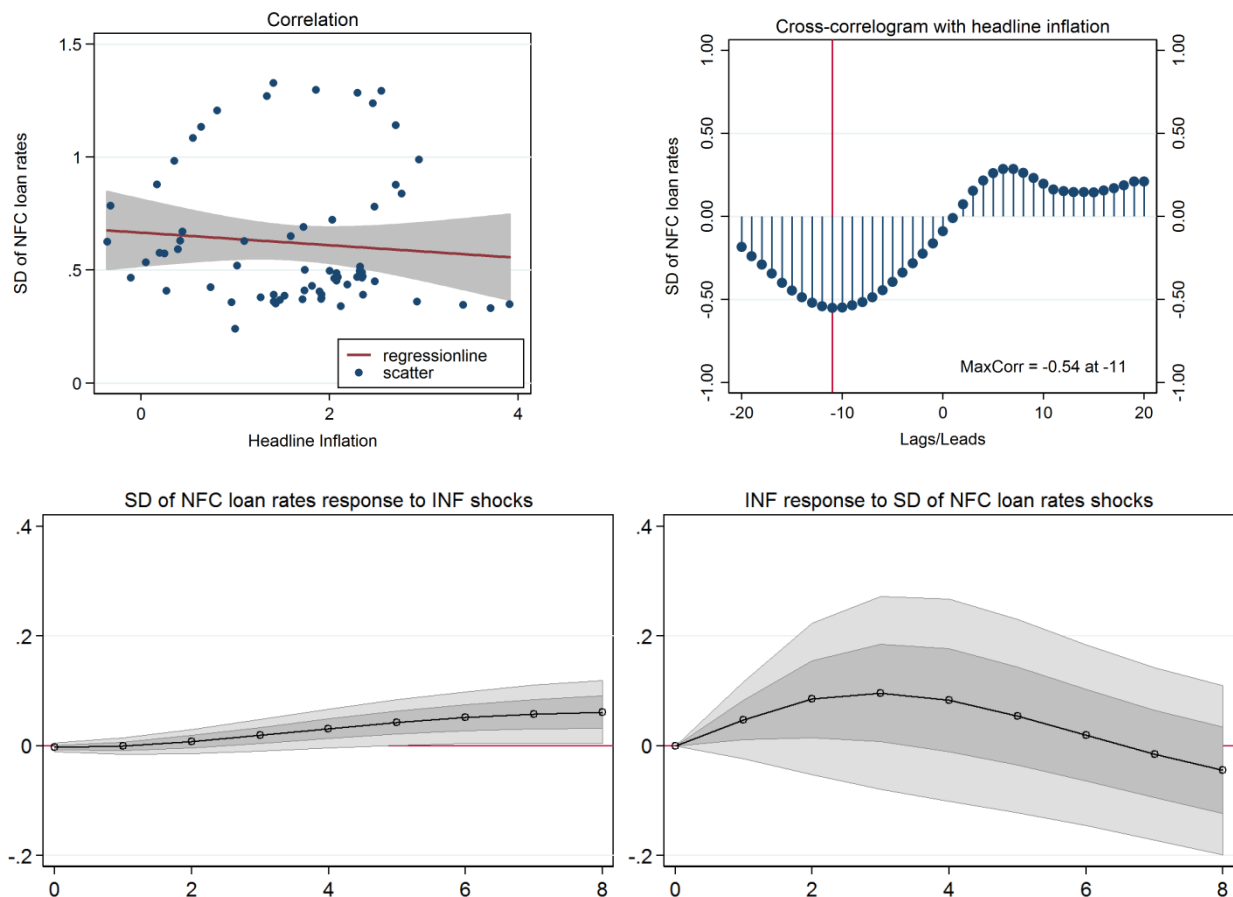 Correlation
SD of NFC loan rates
1.5
1
.5
0
regressionline
scatter
0 2 4
Headline Inflation
Cross-correlogram with headline inflation
SD of NFC loan rates
1.00
0.50
0.00
-0.50
-1.00
1.00
0.50
0.00
-0.50
-1.00
MaxCorr = -0.54 at -11
-20 -10 0 10 20
Lags/Leads
SD of NFC loan rates response to INF shocks
.4
.2
0
-.2
0 2 4 6 8
INF response to SD of NFC loan rates shocks
.4
.2
0
-.2
0 2 4 6 8